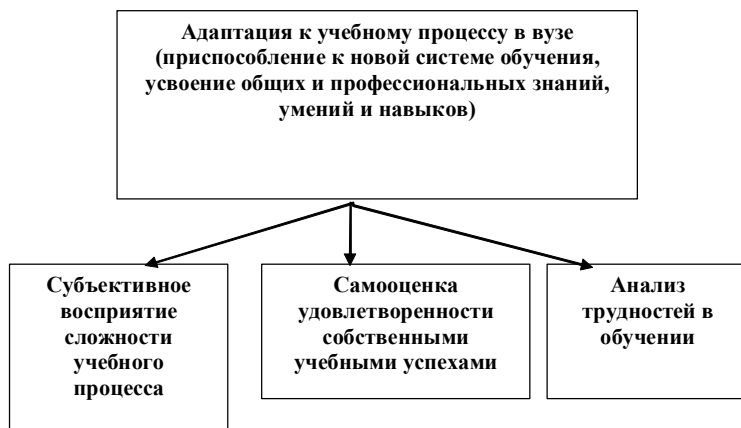 Адаптация к учебному процессу в вузе
(приспособление к новой системе обучения,
усвоение общих и профессиональных знаний,
умений и навыков)
Субъективное
восприятие
сложности
учебного
процесса
Самооценка
удовлетворенности
собственными
учебными успехами
Анализ
трудностей в
обучении